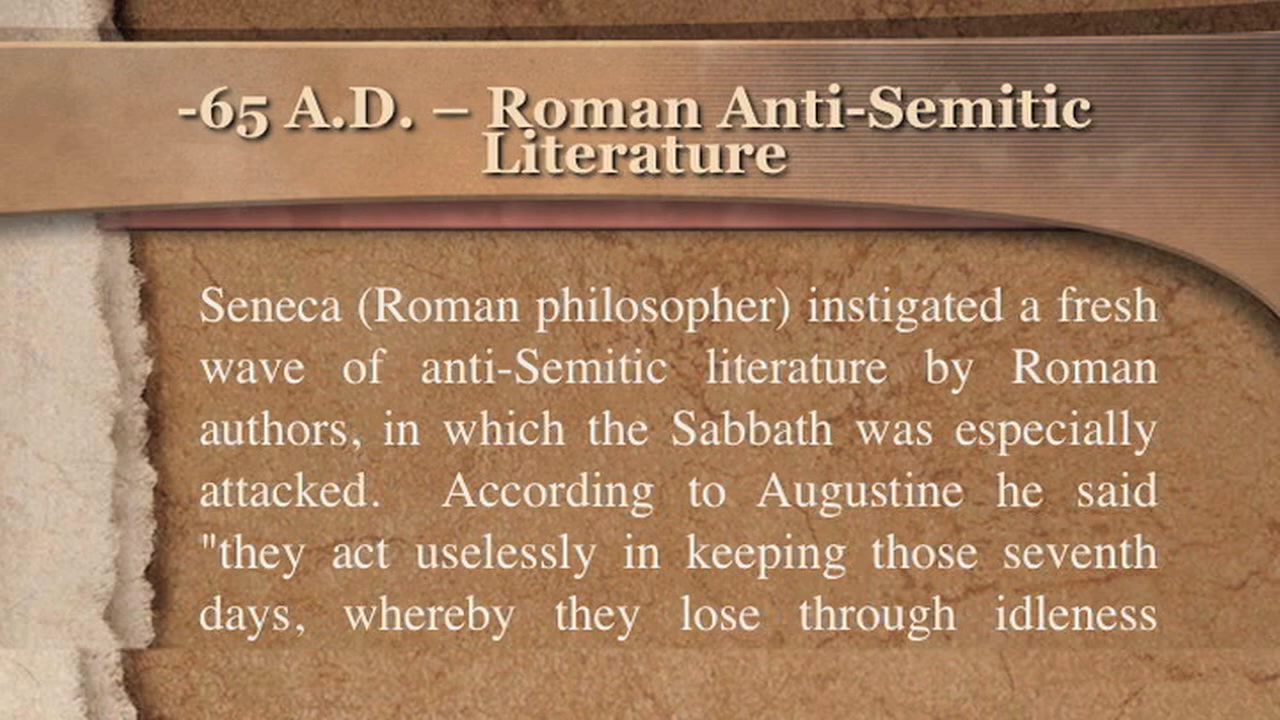 -65 A.D. – Roman Anti-Semitic
Literature
Seneca (Roman philosopher) instigated a fresh
wave of anti-Semitic literature by Roman
authors, in which the Sabbath was especially
attacked. According to Augustine he said
"they act uselessly in keeping those seventh
days, whereby they lose through idleness